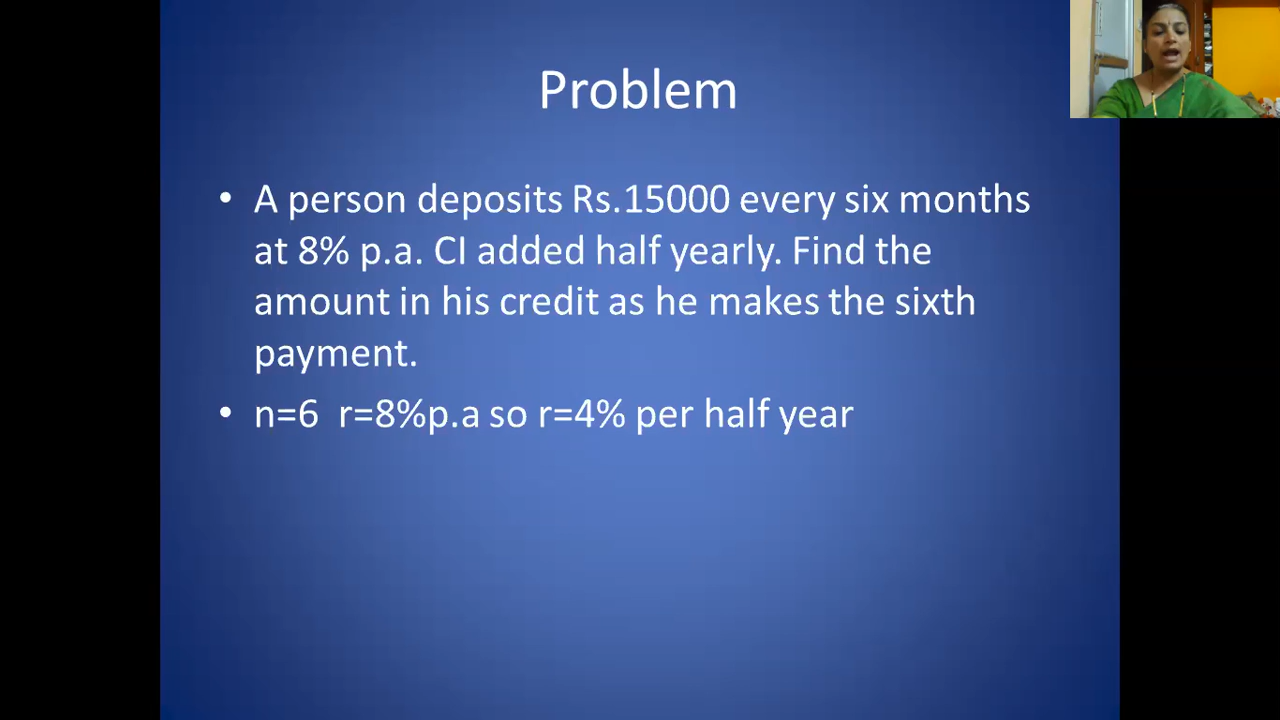 Problem
• A person deposits Rs.15000 every six months
at 8% p.a. CI added half yearly. Find the
amount in his credit as he makes the sixth
payment.
• n=6  r=8%p.a so r=4% per half year